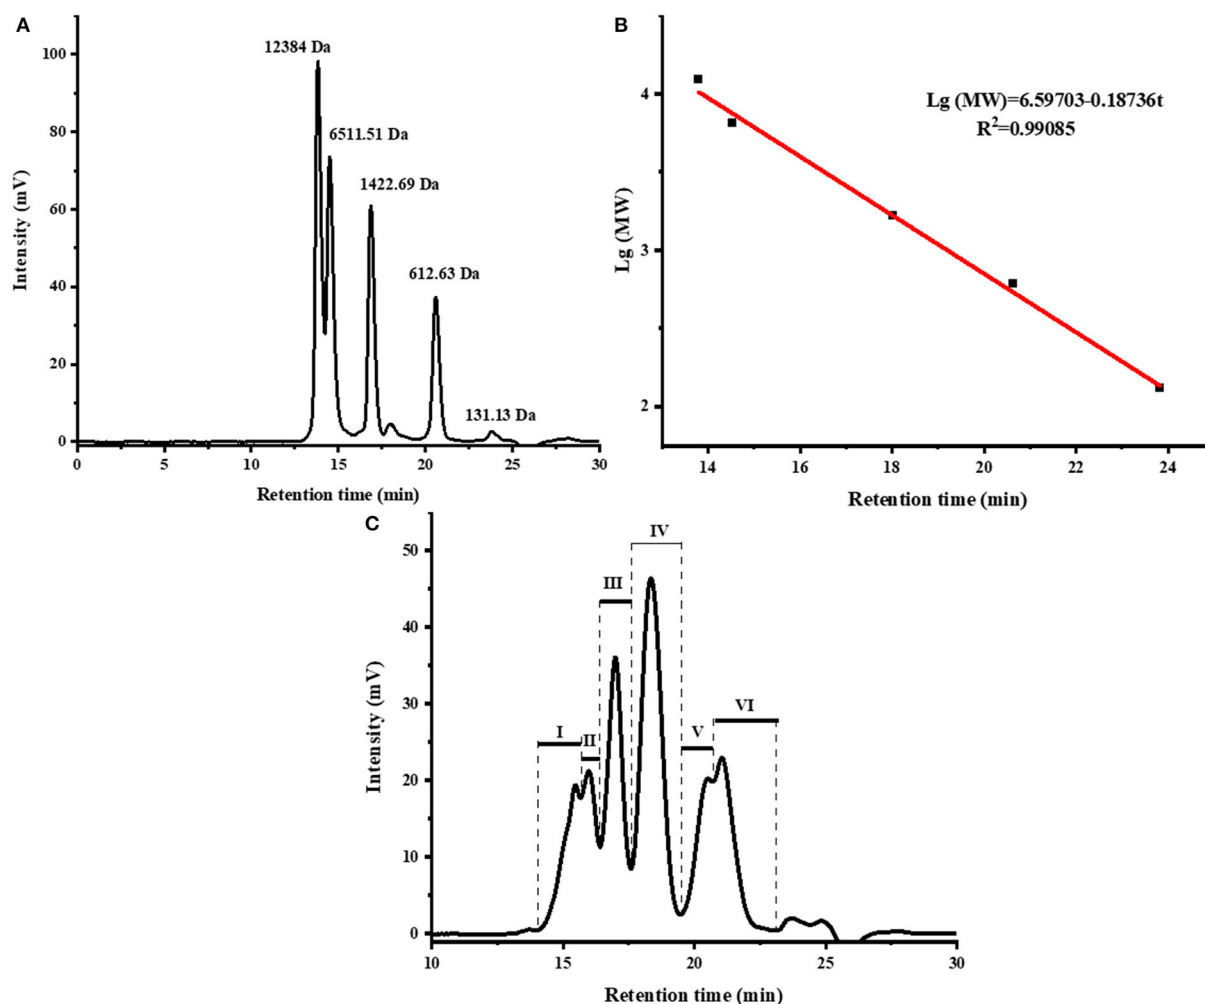 A
Intensity (mV)
100
80
60
40
20
0
12384 Da
6511.51 Da
1422.69 Da
612.63 Da
131.13 Da
0 5 10 15 20 25 30
Retention time (min)
B
Lg (MW)
4
3
2
Lg (MW)=6.59703-0.18736t
R²=0.99085
14 16 18 20 22 24
Retention time (min)
C
Intensity (mV)
50
40
30
20
10
0
I
II
III
IV
V
VI
10 15 20 25 30
Retention time (min)